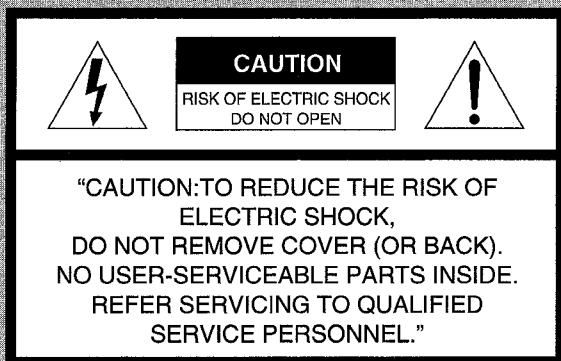 CAUTION
RISK OF ELECTRIC SHOCK
DO NOT OPEN
“CAUTION:TO REDUCE THE RISK OF
ELECTRIC SHOCK,
DO NOT REMOVE COVER (OR BACK).
NO USER-SERVICEABLE PARTS INSIDE.
REFER SERVICING TO QUALIFIED
SERVICE PERSONNEL.”